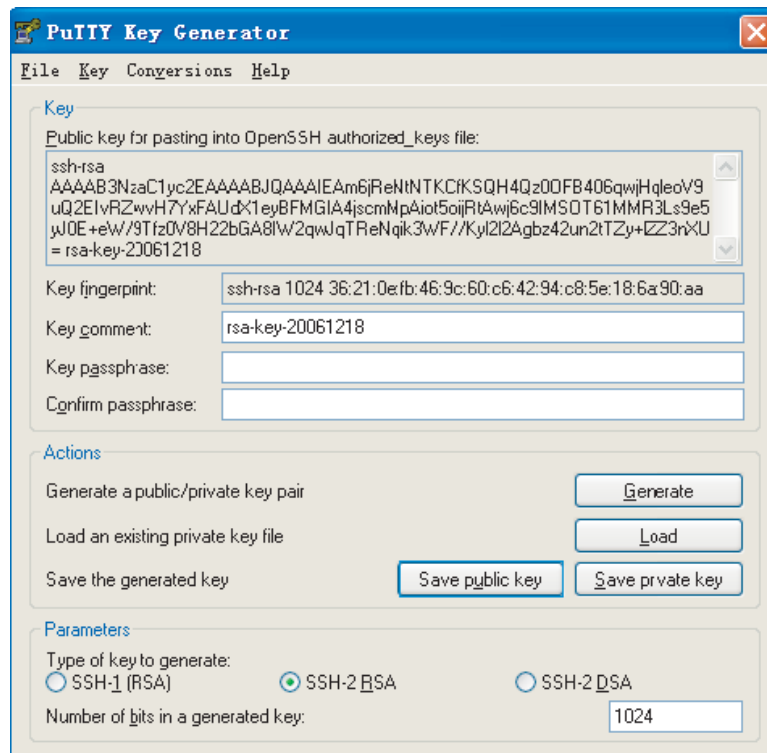 PuTTY Key Generator
File Key Conversions Help
Key
Public key for pasting into OpenSSH authorized_keys file:
ssh-rsa
AAAAB3NzaC1yc2EAAAABJQAAAIEAm6jReNtNTKCfKSQH4Qz0OFB406qwjHqleoV9
uQ2EIvRZwvH7YxFAUdX1eyBFMGIA4jscmNpAiot5oijRtAwj6c9IMSOT61MMR3Ls9e5
yJ0E+eW/9Tfz0V8H22bGA8IW2qwJqTReNqik3WF//KyI2I2Agbz42un2tTZy+IZZ3nXU
= rsa-key-20061218
Key fingerprint: ssh-rsa 1024 36:21:0e:fb:46:9c:60:c6:42:94:c8:5e:18:6a:90:aa
Key comment: rsa-key-20061218
Key passphrase:
Confirm passphrase:
Actions
Generate a public/private key pair Generate
Load an existing private key file Load
Save the generated key Save public key Save private key
Parameters
Type of key to generate:
SSH-1 (RSA) SSH-2 RSA SSH-2 DSA
Number of bits in a generated key: 1024